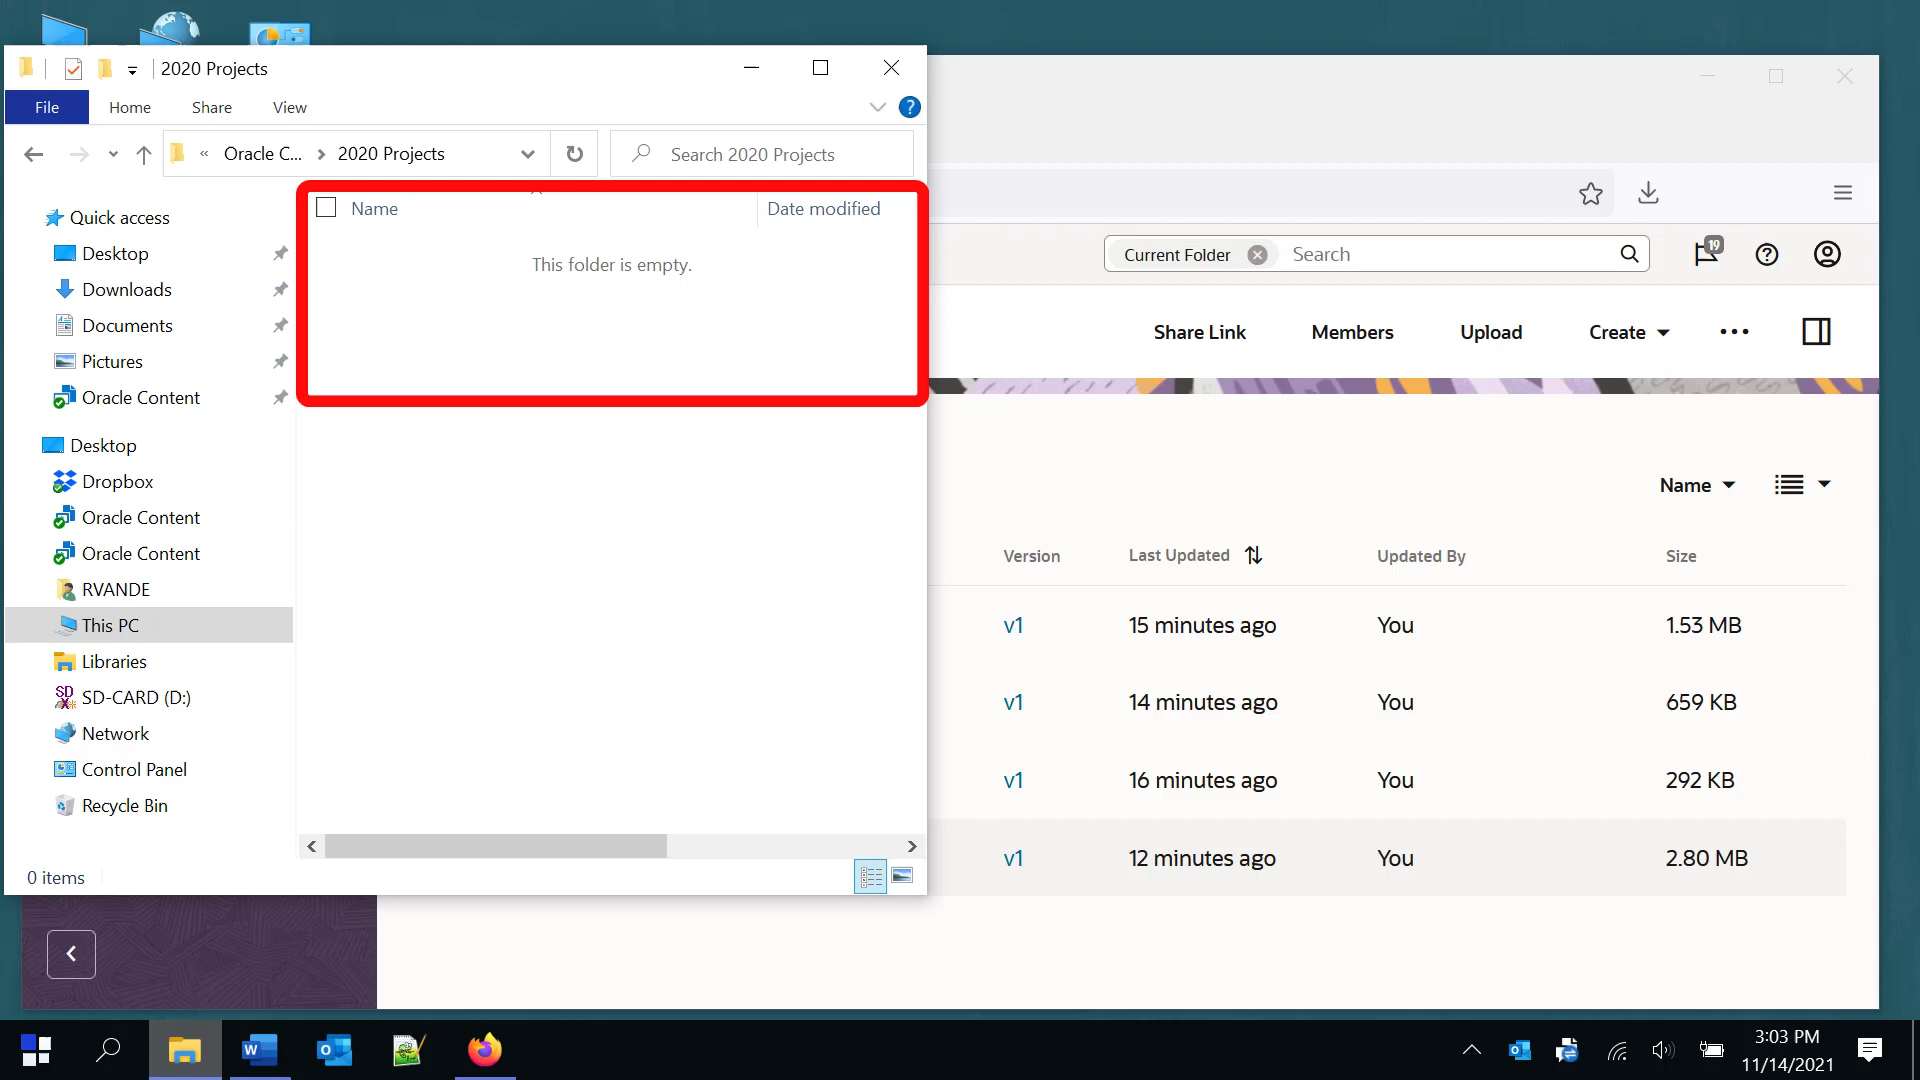 2020 Projects
File Home Share View
?
« Oracle C... > 2020 Projects
Search 2020 Projects
Quick access
Desktop
Downloads
Documents
Pictures
Oracle Content
Desktop
Dropbox
Oracle Content
Oracle Content
RVANDE
This PC
Libraries
SD-CARD (D:)
Network
Control Panel
Recycle Bin
Name Date modified
This folder is empty.
0 items
Current Folder Search
19
Share Link Members Upload Create
Name
Version Last Updated Updated By Size
v1 15 minutes ago You 1.53 MB
v1 14 minutes ago You 659 KB
v1 16 minutes ago You 292 KB
v1 12 minutes ago You 2.80 MB
3:03 PM
11/14/2021